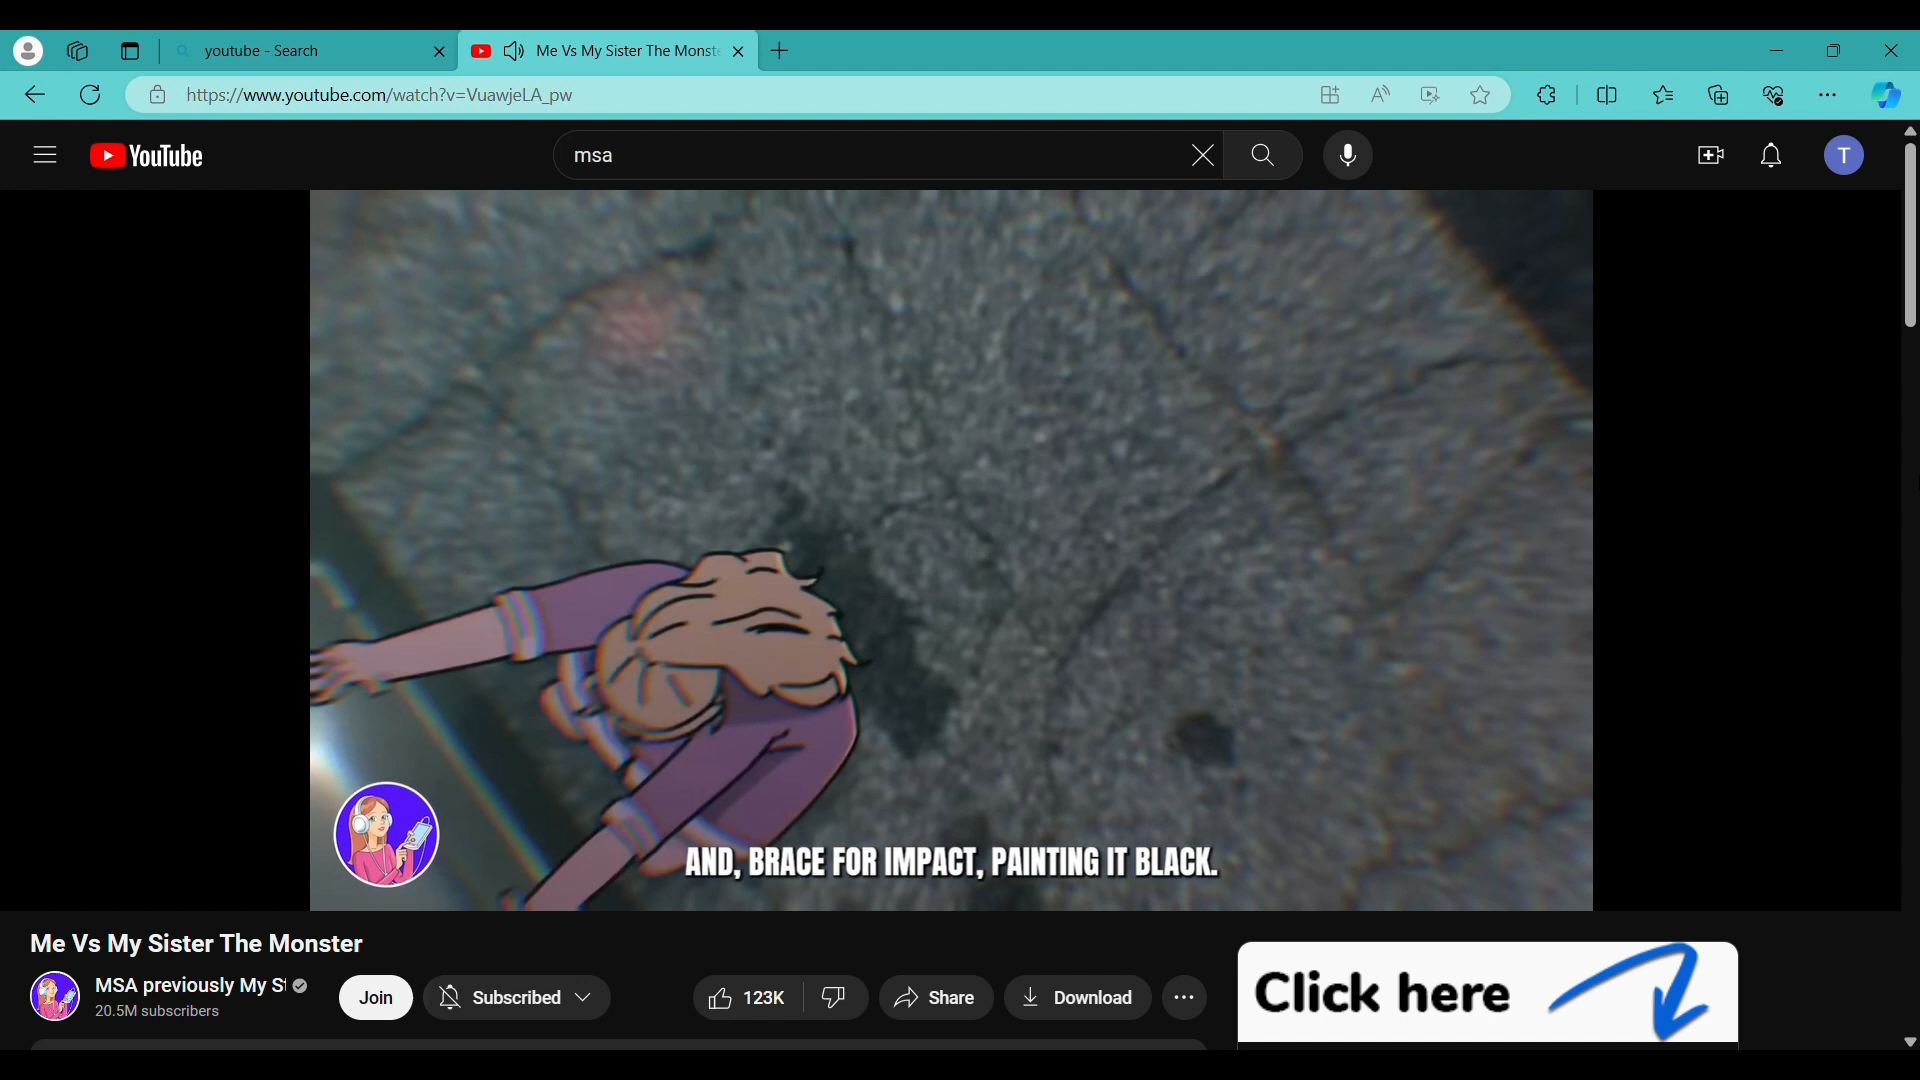 youtube - Search
Me Vs My Sister The Monste
https://www.youtube.com/watch?v=VuawjeLA_pw
YouTube
msa
T
AND, BRACE FOR IMPACT, PAINTING IT BLACK.
Me Vs My Sister The Monster
MSA previously My St
20.5M subscribers
Join
Subscribed
123K
Share
Download
Click here